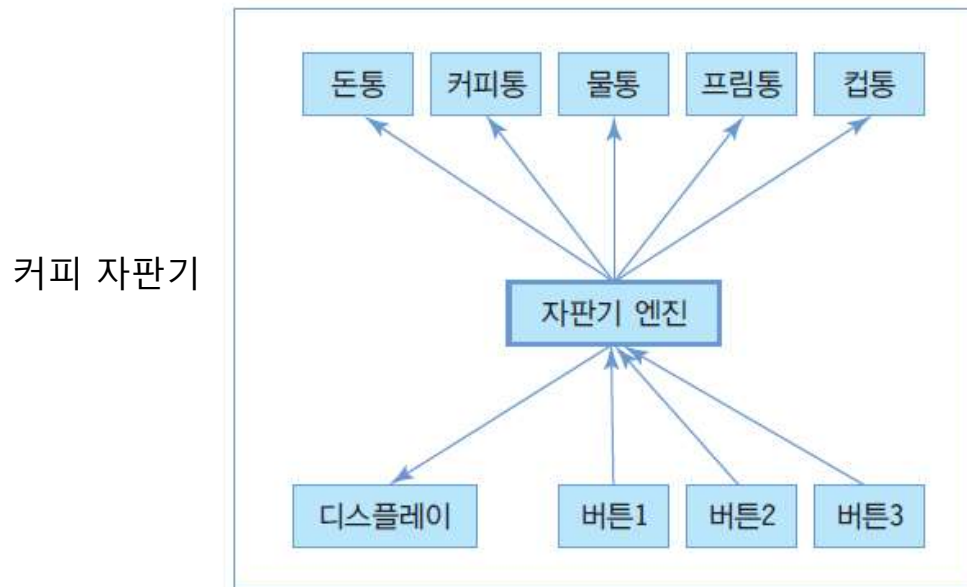 돈통
커피통
물통
프림통
컵통
커피 자판기
자판기 엔진
디스플레이
버튼1
버튼2
버튼3